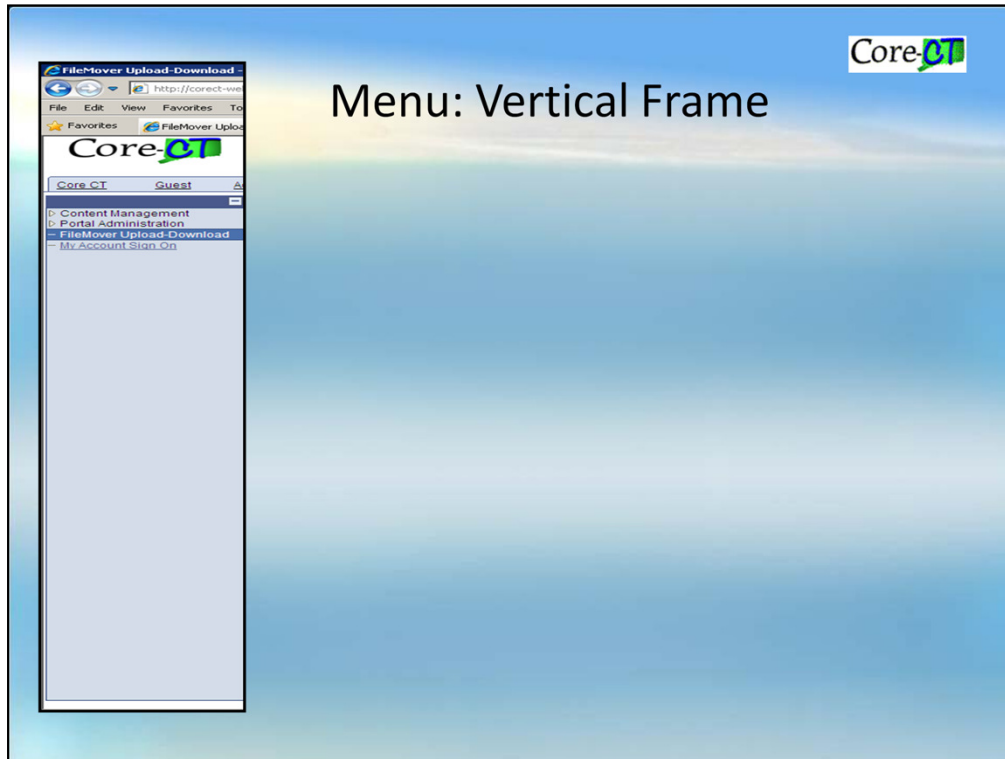 Core-CT
Menu: Vertical Frame
FileMover Upload-Download -
http://corect-we
File Edit View Favorites To
Favorites FileMover Uploa
Core-CT
Core CT Guest A
Content Management
Portal Administration
FileMover Upload-Download
My Account Sign On